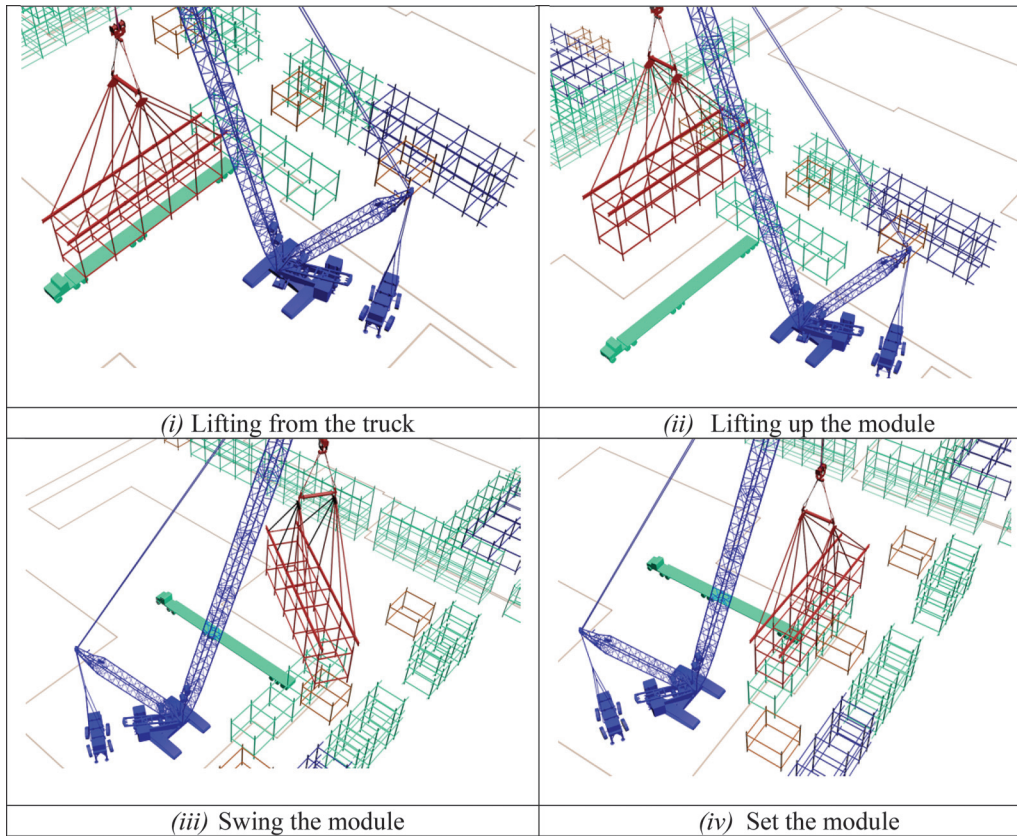 (i) Lifting from the truck
(ii) Lifting up the module
(iii) Swing the module
(iv) Set the module